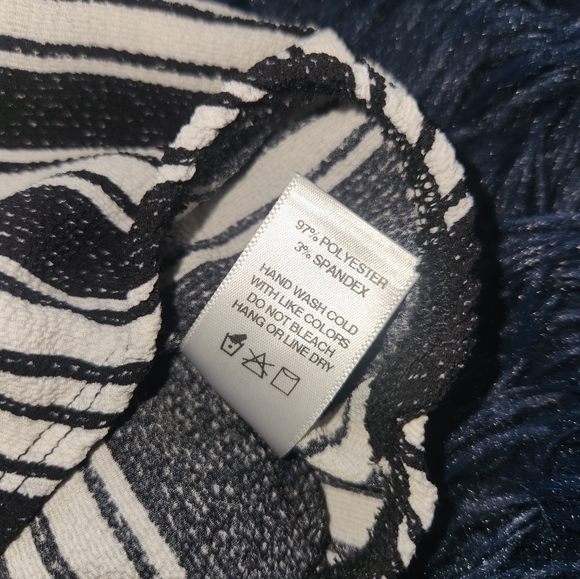 97% POLYESTER
3% SPANDEX
HAND WASH COLD
WITH LIKE COLORS
DO NOT BLEACH
HANG OR LINE DRY